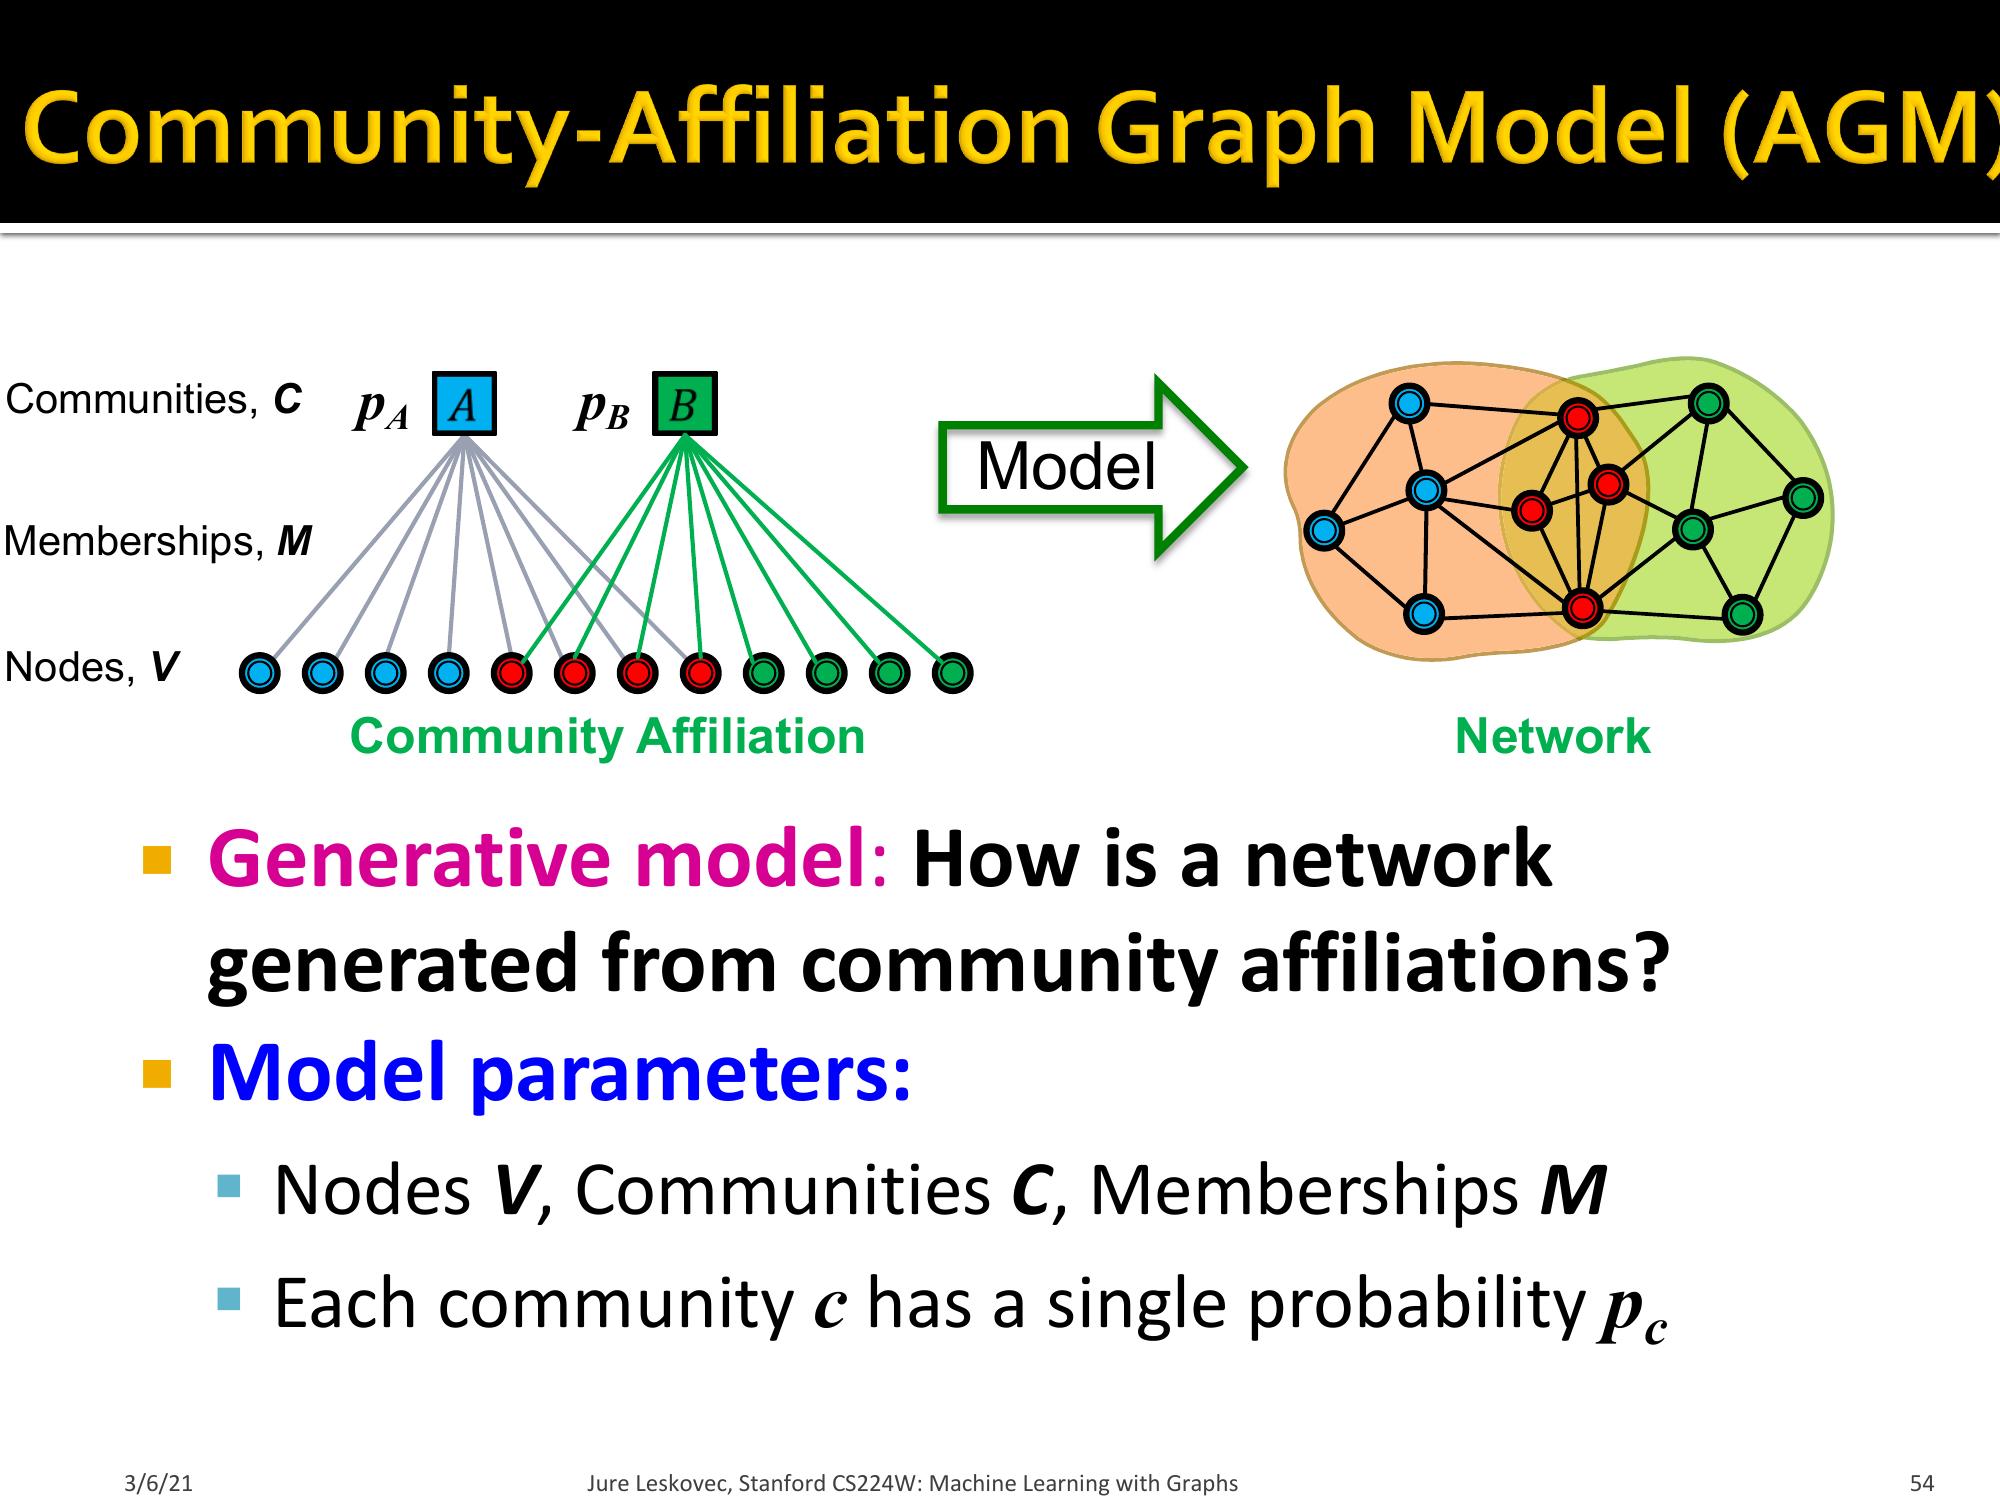 Community-Affiliation Graph Model (AGM)
Communities, C
p_A
A
p_B
B
Model
Memberships, M
Nodes, V
Community Affiliation
Network
Generative model: How is a network
generated from community affiliations?
Model parameters:
Nodes V, Communities C, Memberships M
Each community c has a single probability p_c
3/6/21
Jure Leskovec, Stanford CS224W: Machine Learning with Graphs
54